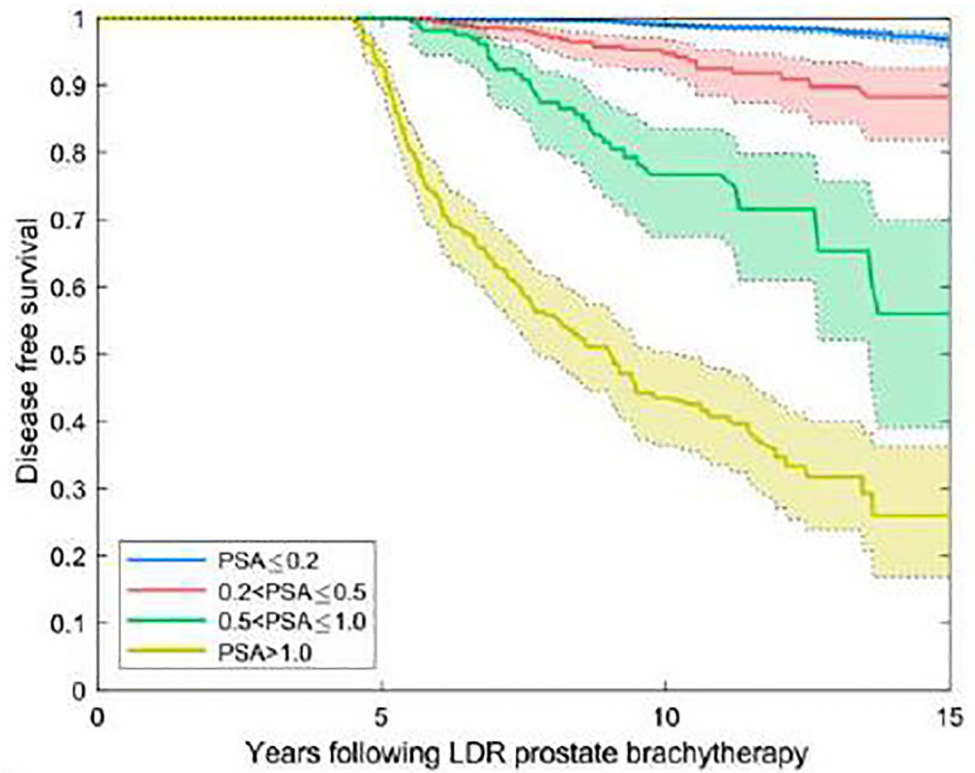 Disease free survival
1
0.9
0.8
0.7
0.6
0.5
0.4
0.3
0.2
0.1
0
PSA≤0.2
0.2<PSA≤0.5
0.5<PSA≤1.0
PSA>1.0
0 5 10 15
Years following LDR prostate brachytherapy